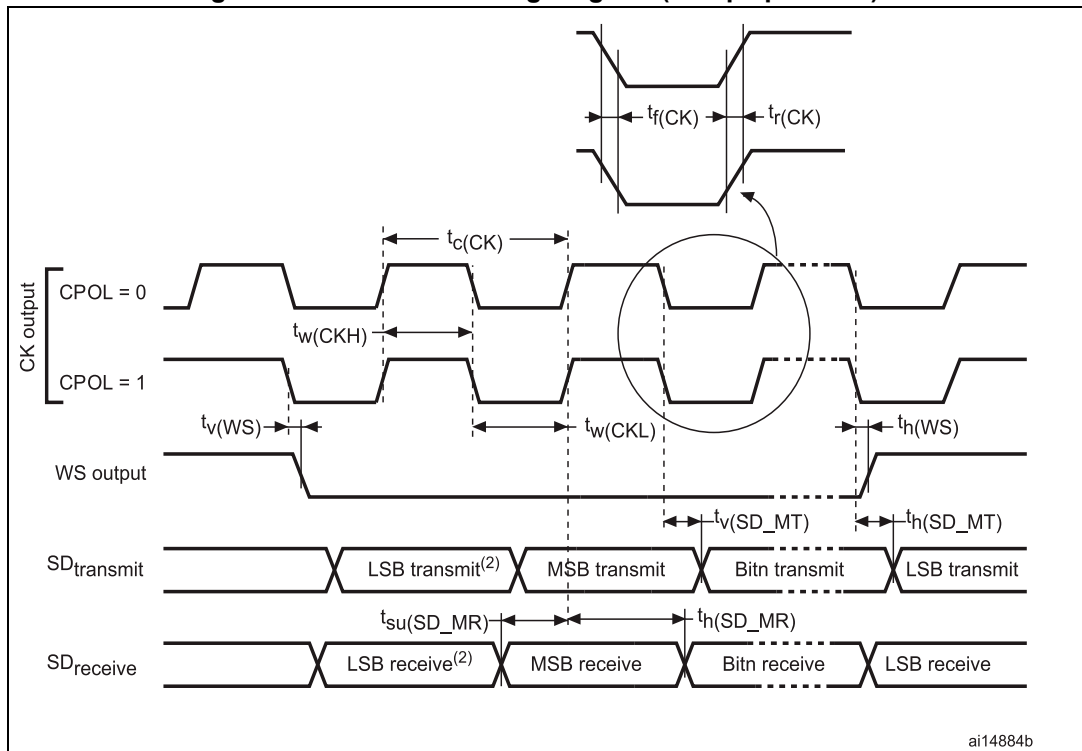 tf(CK)
tr(CK)
tc(CK)
CK output
CPOL = 0
tw(CKH)
CPOL = 1
tv(WS)
tw(CKL)
th(WS)
WS output
tv(SD_MT)
th(SD_MT)
SDtransmit
LSB transmit(2)
MSB transmit
Bitn transmit
LSB transmit
tsu(SD_MR)
th(SD_MR)
SDreceive
LSB receive(2)
MSB receive
Bitn receive
LSB receive
ai14884b